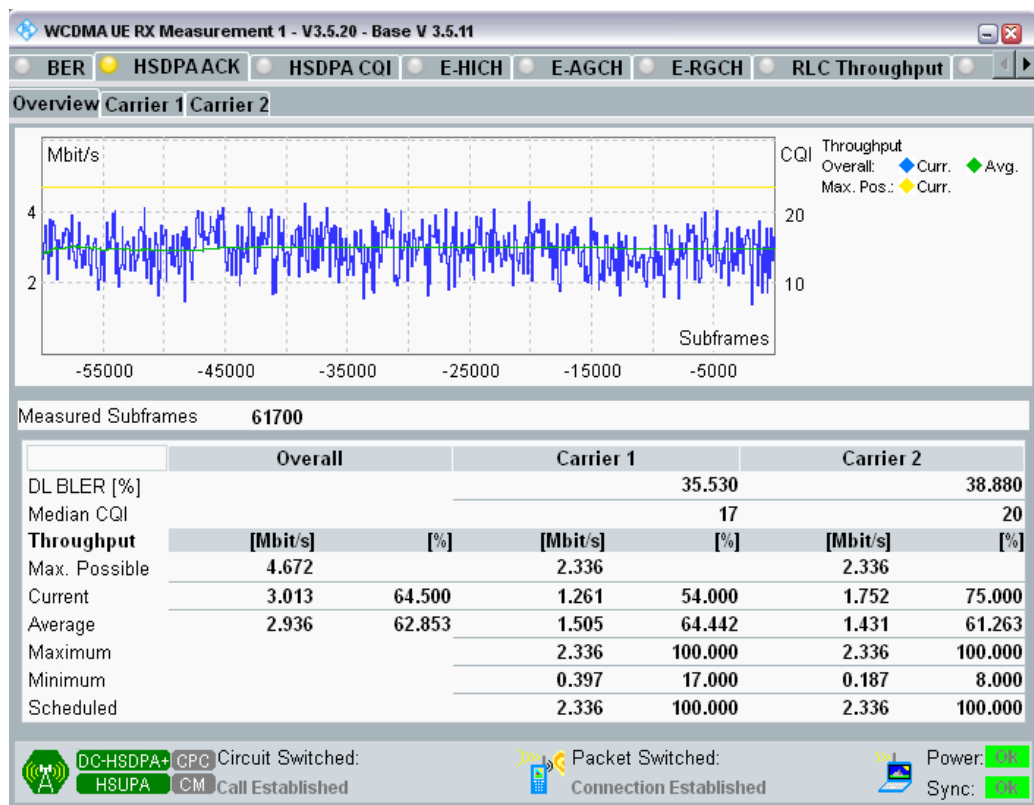 WCDMA UE RX Measurement 1 - V3.5.20 - Base V 3.5.11
BER HSDPA ACK HSDPA CQI E-HICH E-AGCH E-RGCH RLC Throughput
Overview Carrier 1 Carrier 2
Mbit/s CQI
Throughput
Overall: Curr. Avg.
Max. Pos.: Curr.
4 20
2 10
Subframes
-55000 -45000 -35000 -25000 -15000 -5000
Measured Subframes 61700
Overall Carrier 1 Carrier 2
DL BLER [%] 35.530 38.880
Median CQI 17 20
Throughput [Mbit/s] [%] [Mbit/s] [%] [Mbit/s] [%]
Max. Possible 4.672 2.336 2.336
Current 3.013 64.500 1.261 54.000 1.752 75.000
Average 2.936 62.853 1.505 64.442 1.431 61.263
Maximum 2.336 100.000 2.336 100.000
Minimum 0.397 17.000 0.187 8.000
Scheduled 2.336 100.000 2.336 100.000
DC-HSDPA+ CPC Circuit Switched: Packet Switched: Power: Ok
HSUPA CM Call Established Connection Established Sync: Ok